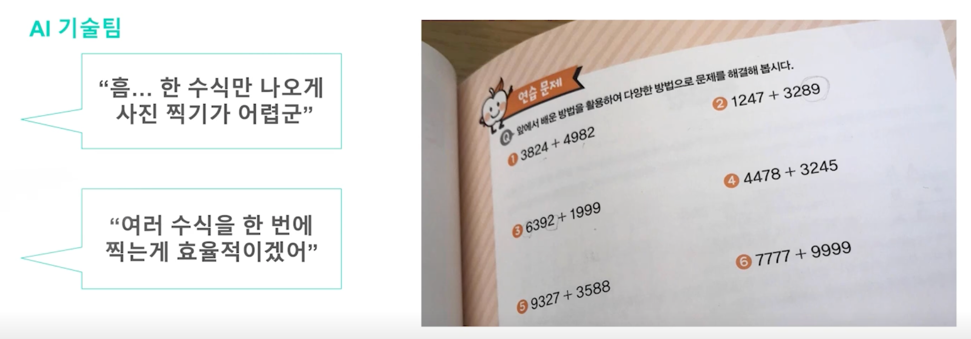 AI 기술팀
“흠... 한 수식만 나오게
사진 찍기가 어렵군”
“여러 수식을 한 번에
찍는게 효율적이겠어”
연습 문제
Q 앞에서 배운 방법을 활용하여 다양한 방법으로 문제를 해결해 봅시다.
1 3824 + 4982
2 1247 + 3289
3 6392 + 1999
4 4478 + 3245
5 9327 + 3588
6 7777 + 9999